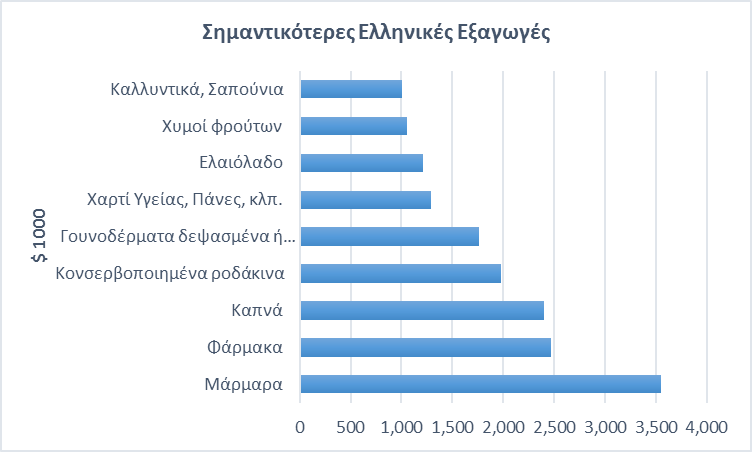 Σημαντικότερες Ελληνικές Εξαγωγές
Καλλυντικά, Σαπούνια
Χυμοί φρούτων
Ελαιόλαδο
Χαρτί Υγείας, Πάνες, κλπ.
Γουνοδέρματα δεψασμένα ή...
Κονσερβοποιημένα ροδάκινα
Καπνά
Φάρμακα
Μάρμαρα
$ 1000
0 500 1,000 1,500 2,000 2,500 3,000 3,500 4,000